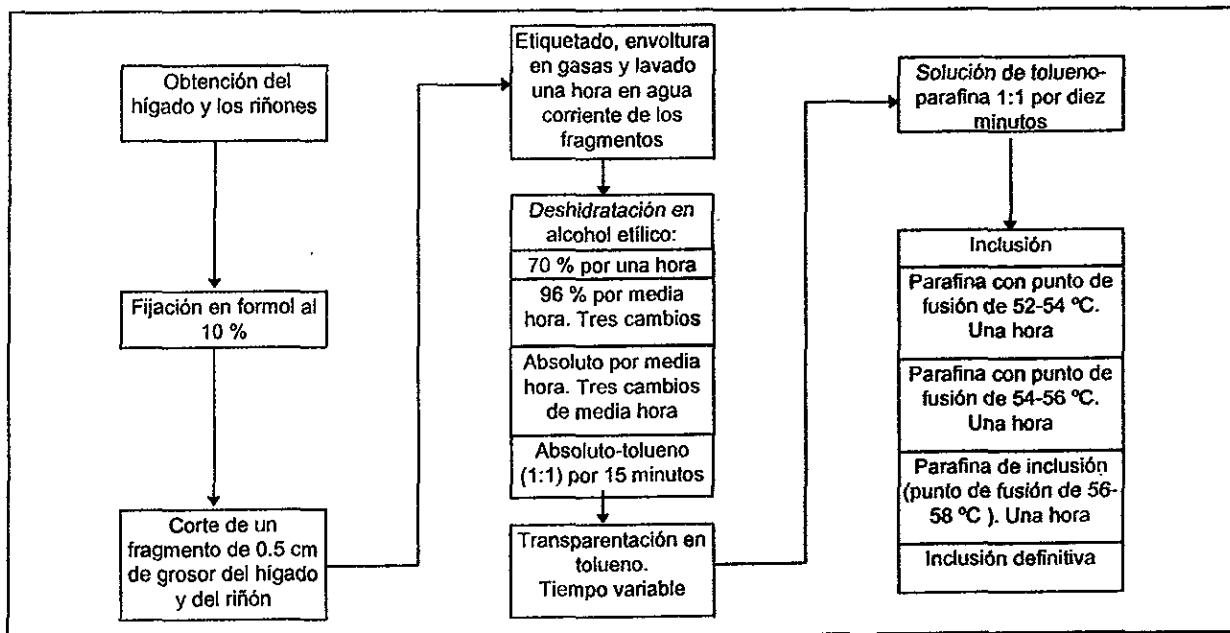 Obtención del
hígado y los riñones
Fijación en formol al
10 %
Corte de un
fragmento de 0.5 cm
de grosor del hígado
y del riñón
Etiquetado, envoltura
en gasas y lavado
una hora en agua
corriente de los
fragmentos
Deshidratación en
alcohol etílico:
70 % por una hora
96 % por media
hora. Tres cambios
Absoluto por media
hora. Tres cambios
de media hora
Absoluto-tolueno
(1:1) por 15 minutos
Transparentación en
tolueno.
Tiempo variable
Solución de tolueno-
parafina 1:1 por diez
minutos
Inclusión
Parafina con punto de
fusión de 52-54 ºC.
Una hora
Parafina con punto de
fusión de 54-56 ºC.
Una hora
Parafina de inclusión
(punto de fusión de 56-
58 ºC ). Una hora
Inclusión definitiva